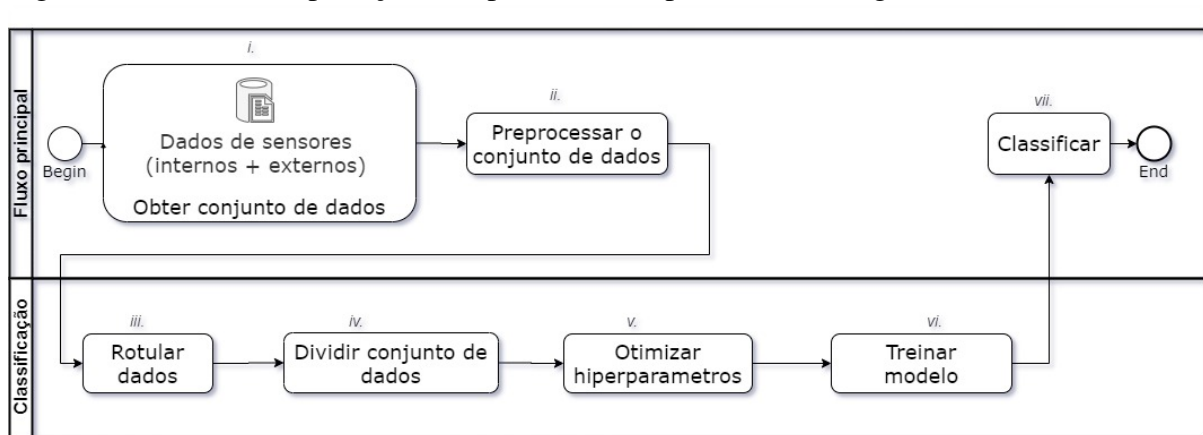 i.
Fluxo principal
Begin
Dados de sensores
(internos + externos)
Obter conjunto de dados
ii.
Preprocessar o
conjunto de dados
vii.
Classificar
End
Classificação
iii.
Rotular
dados
iv.
Dividir conjunto de
dados
v.
Otimizar
hiperparametros
vi.
Treinar
modelo